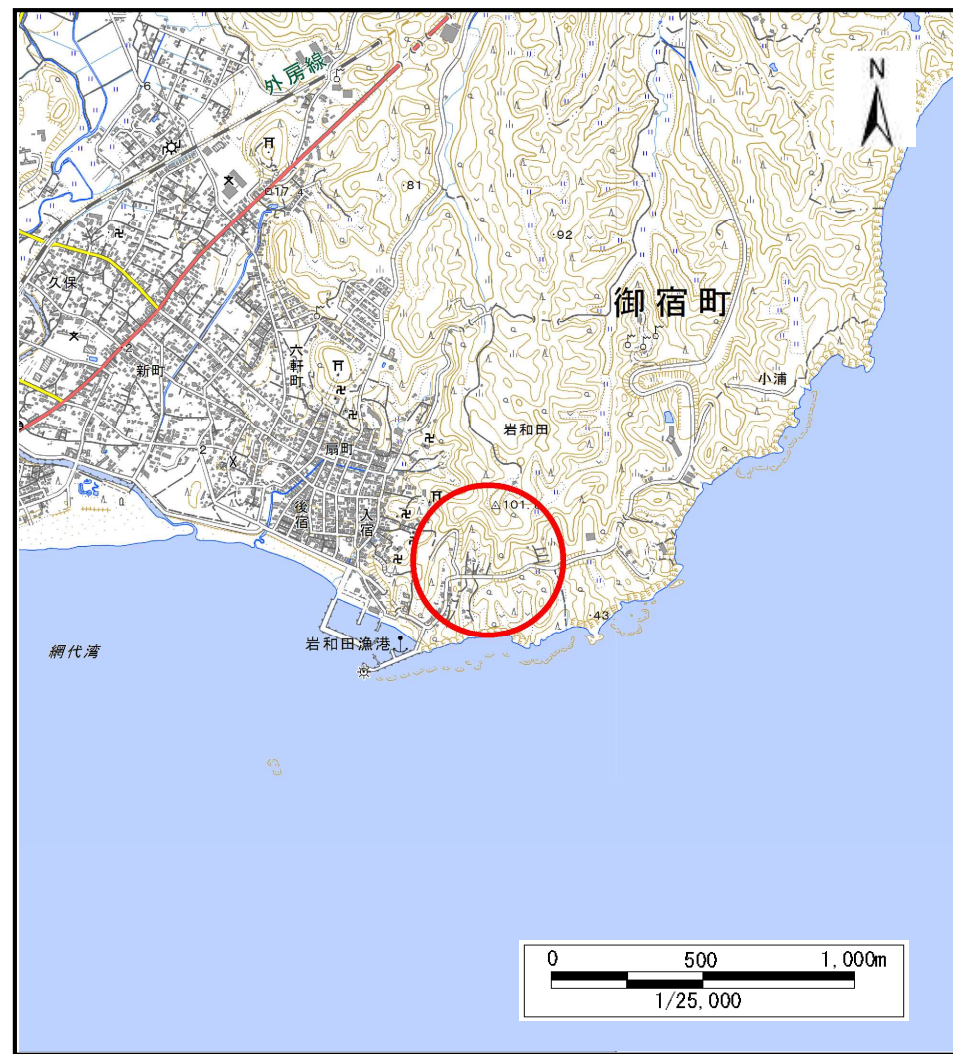 外房線
N
6
17.4
81
92
久保
御宿町
六軒町
2
新町
小浦
岩和田
扇町
2
後宿
入宿
101.
43
岩和田漁港
網代湾
0 500 1,000m
1/25,000